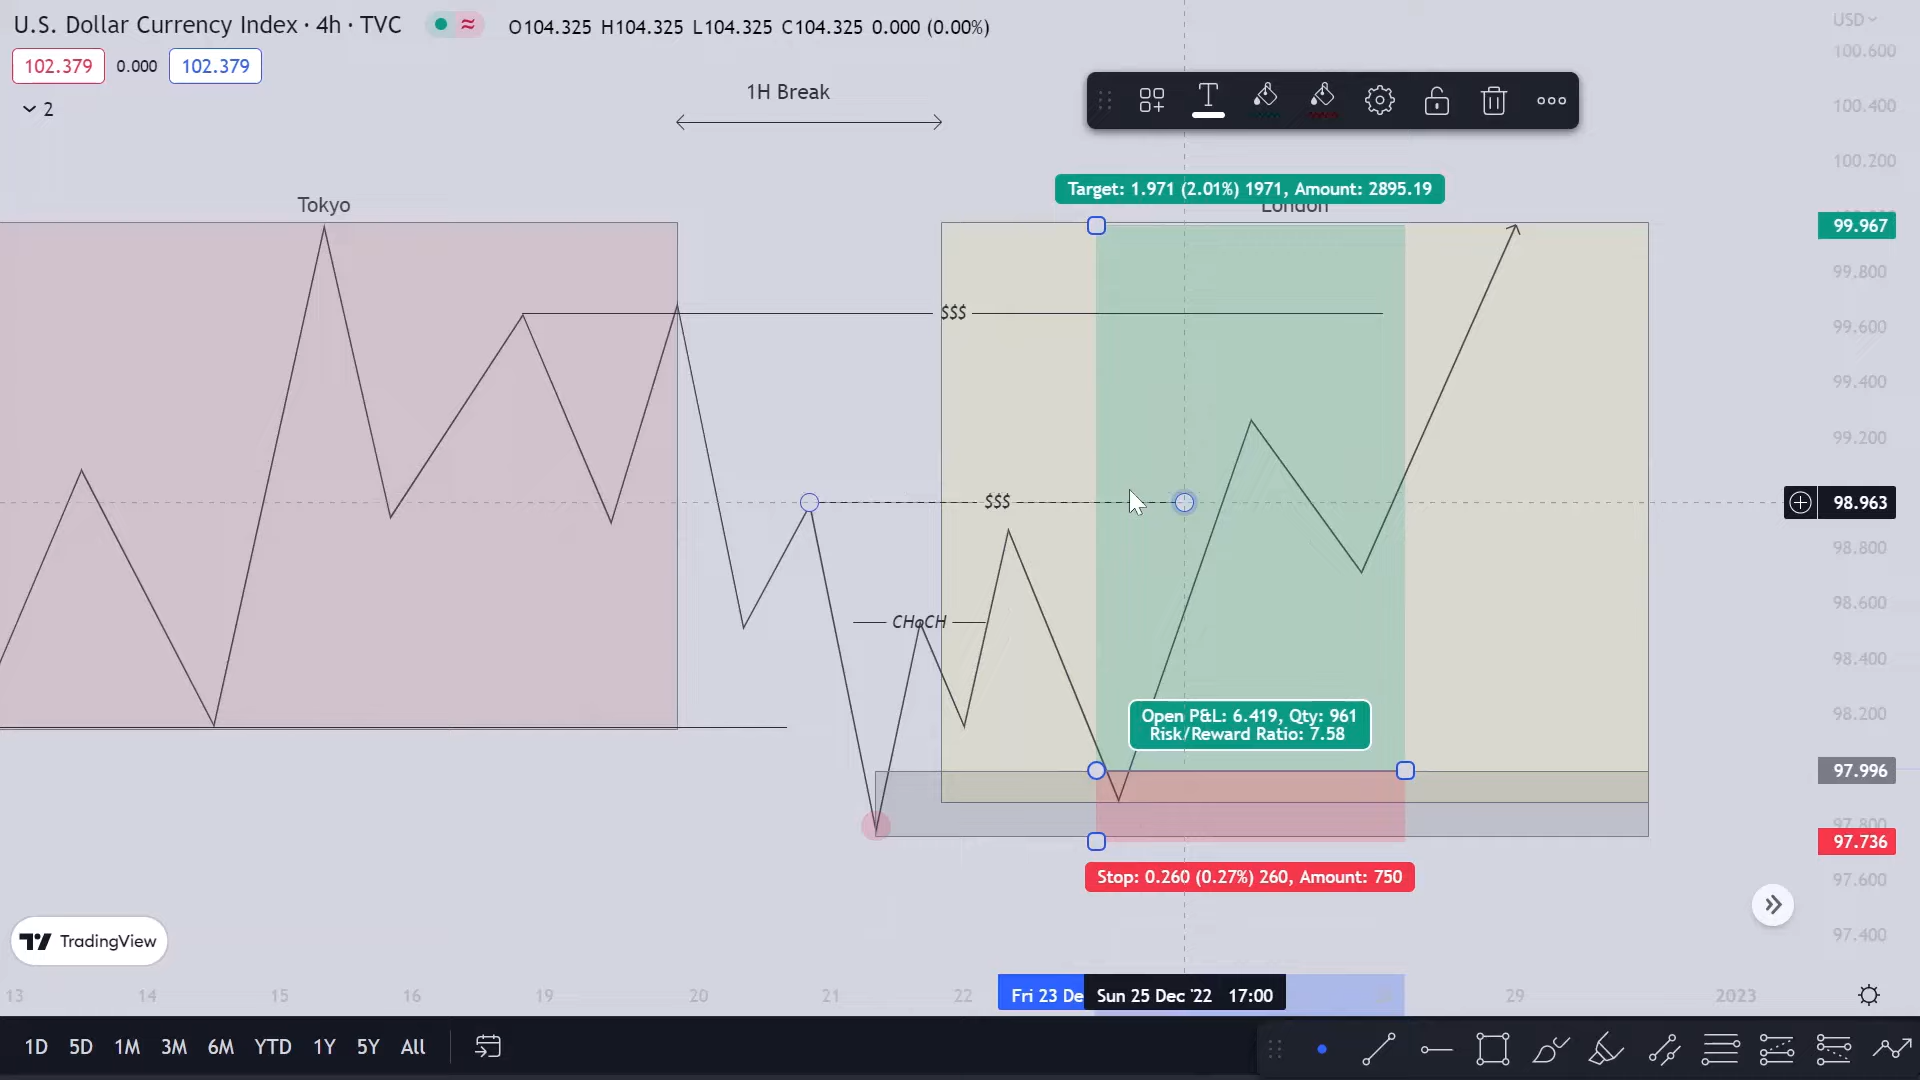 U.S. Dollar Currency Index · 4h · TVC
O104.325 H104.325 L104.325 C104.325 0.000 (0.00%)
USD
102.379 0.000 102.379
2
1H Break
100.600
100.400
100.200
Target: 1.971 (2.01%) 1971, Amount: 2895.19
Tokyo
London
99.967
99.800
$$$
99.600
99.400
99.200
$$$
98.963
98.800
CHoCH
98.600
98.400
98.200
Open P&L: 6.419, Qty: 961
Risk/Reward Ratio: 7.58
97.996
97.800
97.736
Stop: 0.260 (0.27%) 260, Amount: 750
97.600
TradingView
97.400
13 14 15 16 19 20 21 22 Fri 23 De Sun 25 Dec '22 17:00 29 2023
1D 5D 1M 3M 6M YTD 1Y 5Y All